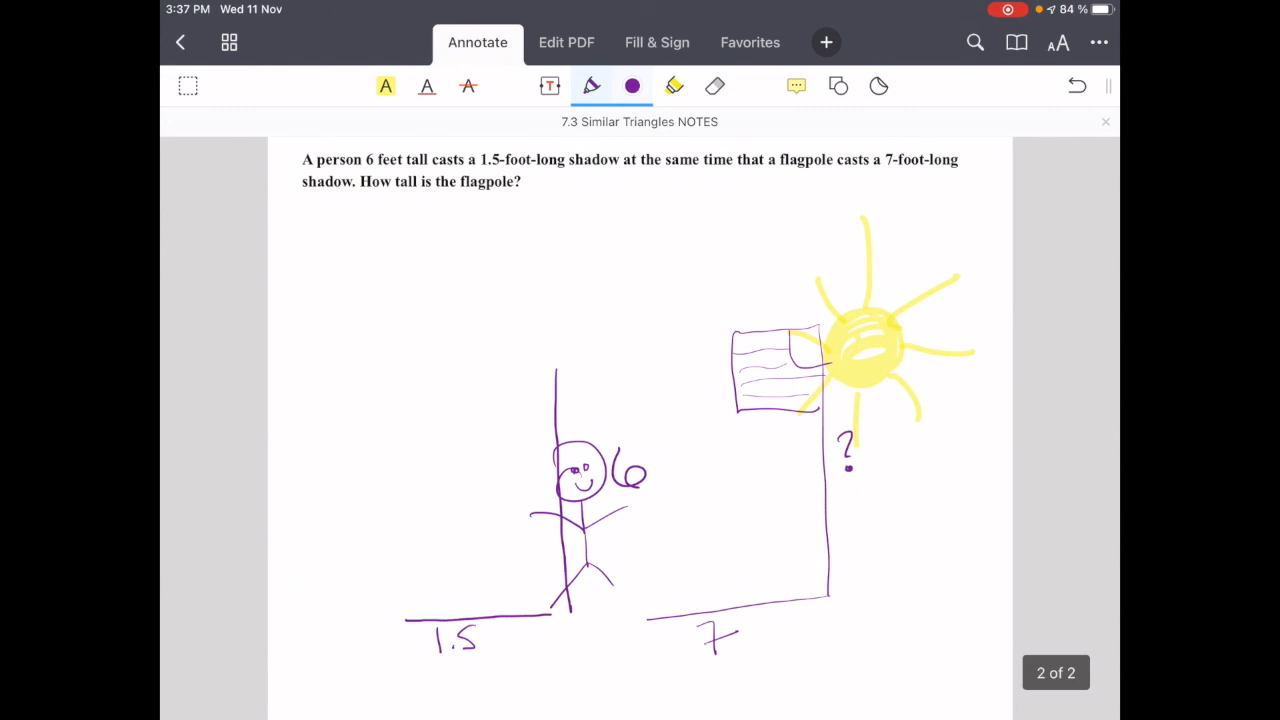 3:37 PM Wed 11 Nov 84 %
Annotate Edit PDF Fill & Sign Favorites + AA
A A A T
7.3 Similar Triangles NOTES
A person 6 feet tall casts a 1.5-foot-long shadow at the same time that a flagpole casts a 7-foot-long
shadow. How tall is the flagpole?
?
6
1.5
7
2 of 2